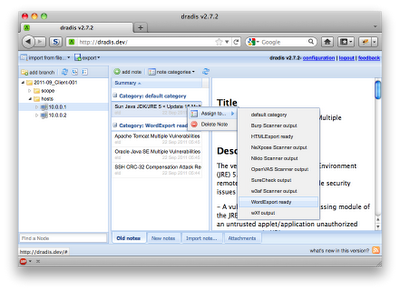 dradis v2.7.2
dradis v2.7.2
http://dradis.dev/
Google
import from file...
export
dradis v2.7.2- configuration | logout | feedback
add branch
add note
note categories
2011-09_Client-001
scope
hosts
10.0.0.1
10.0.0.2
Summary
Category: default category
Sun Java JDK/JRE 5 < Update
Category: WordExport ready
Apache Tomcat Multiple Vulnerabilities
Oracle Java SE Multiple Vulnerabilities
SSH CRC-32 Compensation Attack
Assign to...
Delete Note
default category
Burp Scanner output
HTMLExport ready
NeXpose Scanner output
Nikto Scanner output
OpenVAS Scanner output
SureCheck output
w3af Scanner output
WordExport ready
wXf output
Title
Multiple
Desc
The ve
Environment
(JRE) 5
remote
le security
issues
- A vul
essing module of
the JRE
an untrusted applet/application unauthorized
Find a Node
Old notes
New notes
Import note...
Attachments
http://dradis.dev/#
what's new in this version?